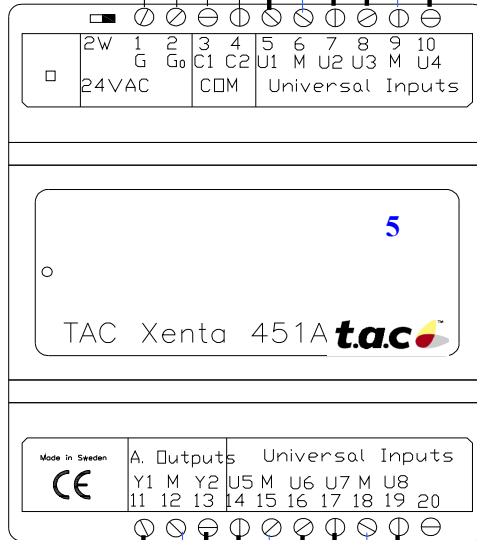 2W 1 2 3 4 5 6 7 8 9 10
G G0 C1 C2 U1 M U2 U3 M U4
24VAC COM Universal Inputs
5
TAC Xenta 451A t.a.c ™
Made in Sweden A. Outputs Universal Inputs
CE Y1 M Y2 U5 M U6 U7 M U8
11 12 13 14 15 16 17 18 19 20